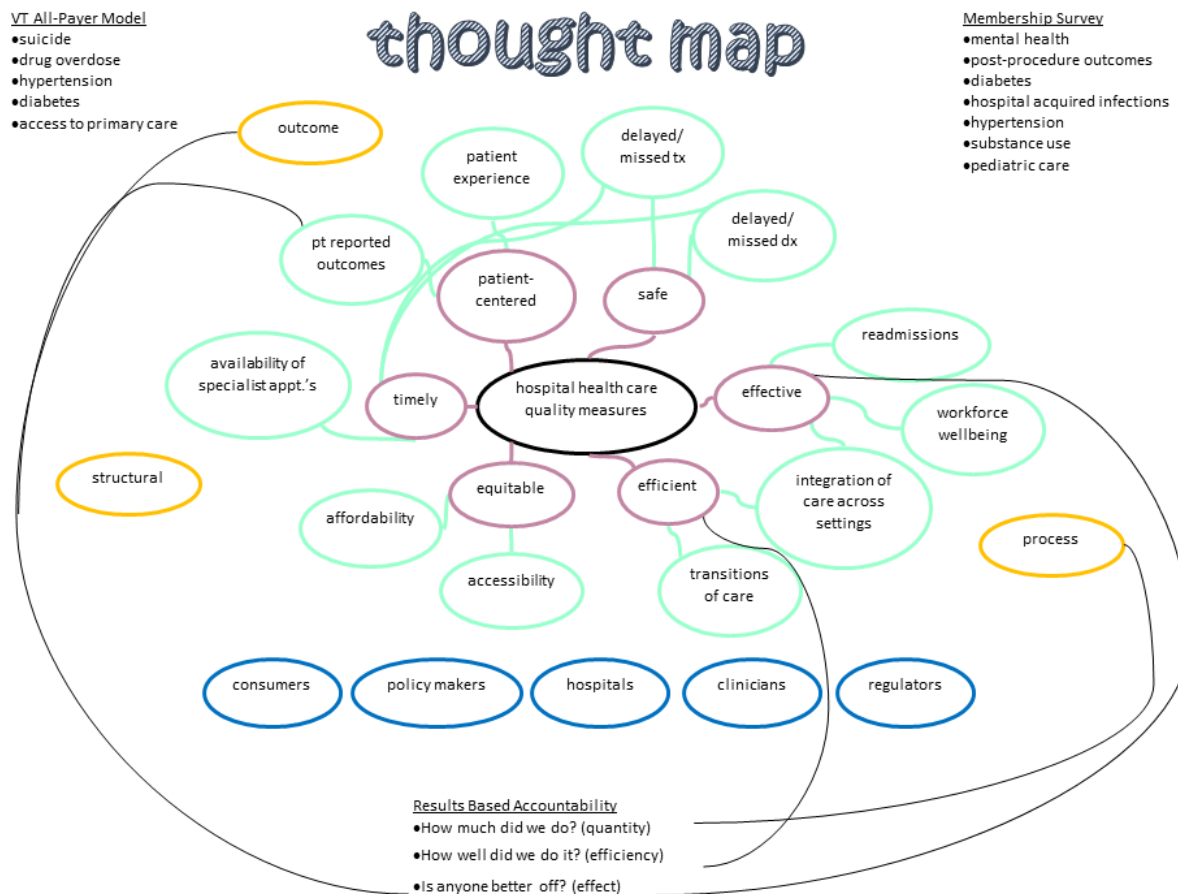 thought map
VT All-Payer Model
•suicide
•drug overdose
•hypertension
•diabetes
•access to primary care
Membership Survey
•mental health
•post-procedure outcomes
•diabetes
•hospital acquired infections
•hypertension
•substance use
•pediatric care
outcome
patient
experience
delayed/
missed tx
delayed/
missed dx
pt reported
outcomes
patient-
centered
safe
readmissions
availability of
specialist appt.'s
timely
hospital health care
quality measures
effective
workforce
wellbeing
structural
equitable
efficient
integration of
care across
settings
affordability
process
accessibility
transitions
of care
consumers
policy makers
hospitals
clinicians
regulators
Results Based Accountability
•How much did we do? (quantity)
•How well did we do it? (efficiency)
•Is anyone better off? (effect)